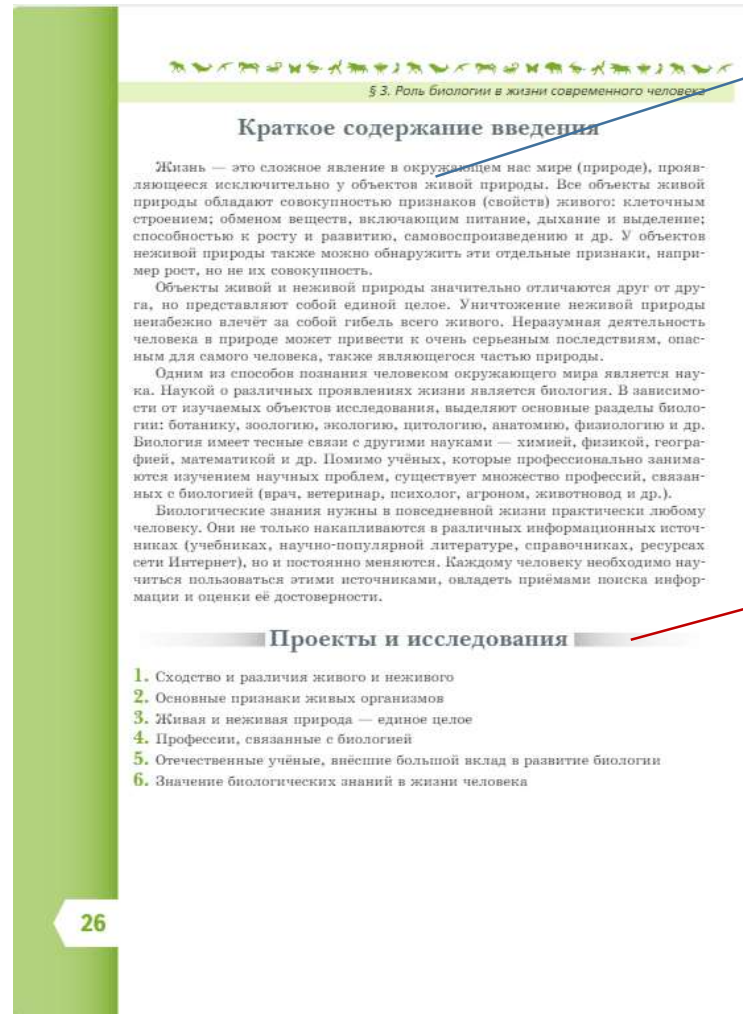 § 3. Роль биологии в жизни современного человека
Краткое содержание введения
Жизнь — это сложное явление в окружающем нас мире (природе), прояв-
ляющееся исключительно у объектов живой природы. Все объекты живой
природы обладают совокупностью признаков (свойств) живого: клеточным
строением; обменом веществ, включающим питание, дыхание и выделение;
способностью к росту и развитию, самовоспроизведению и др. У объектов
неживой природы также можно обнаружить эти отдельные признаки, напри-
мер рост, но не их совокупность.
Объекты живой и неживой природы значительно отличаются друг от дру-
га, но представляют собой единой целое. Уничтожение неживой природы
неизбежно влечёт за собой гибель всего живого. Неразумная деятельность
человека в природе может привести к очень серьезным последствиям, опас-
ным для самого человека, также являющегося частью природы.
Одним из способов познания человеком окружающего мира является нау-
ка. Наукой о различных проявлениях жизни является биология. В зависимо-
сти от изучаемых объектов исследования, выделяют основные разделы биоло-
гии: ботанику, зоологию, экологию, цитологию, анатомию, физиологию и др.
Биология имеет тесные связи с другими науками — химией, физикой, геогра-
фией, математикой и др. Помимо учёных, которые профессионально занима-
ются изучением научных проблем, существует множество профессий, связан-
ных с биологией (врач, ветеринар, психолог, агроном, животновод и др.).
Биологические знания нужны в повседневной жизни практически любому
человеку. Они не только накапливаются в различных информационных источ-
никах (учебниках, научно-популярной литературе, справочниках, ресурсах
сети Интернет), но и постоянно меняются. Каждому человеку необходимо нау-
читься пользоваться этими источниками, овладеть приёмами поиска инфор-
мации и оценки её достоверности.
Проекты и исследования
1. Сходство и различия живого и неживого
2. Основные признаки живых организмов
3. Живая и неживая природа — единое целое
4. Профессии, связанные с биологией
5. Отечественные учёные, внёсшие большой вклад в развитие биологии
6. Значение биологических знаний в жизни человека
26